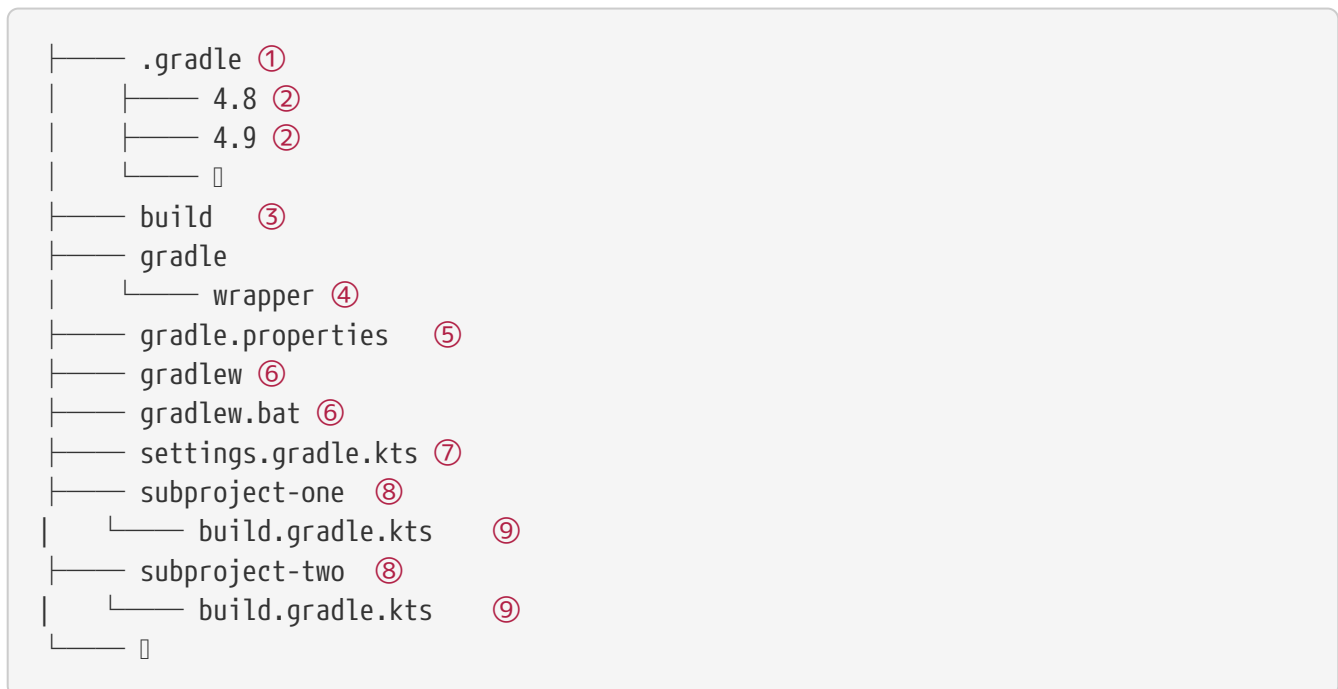 ├── .gradle ①
│   ├── 4.8 ②
│   ├── 4.9 ②
│   └── ▯
├── build ③
├── gradle
│   └── wrapper ④
├── gradle.properties ⑤
├── gradlew ⑥
├── gradlew.bat ⑥
├── settings.gradle.kts ⑦
├── subproject-one ⑧
|   └── build.gradle.kts ⑨
├── subproject-two ⑧
|   └── build.gradle.kts ⑨
└── ▯